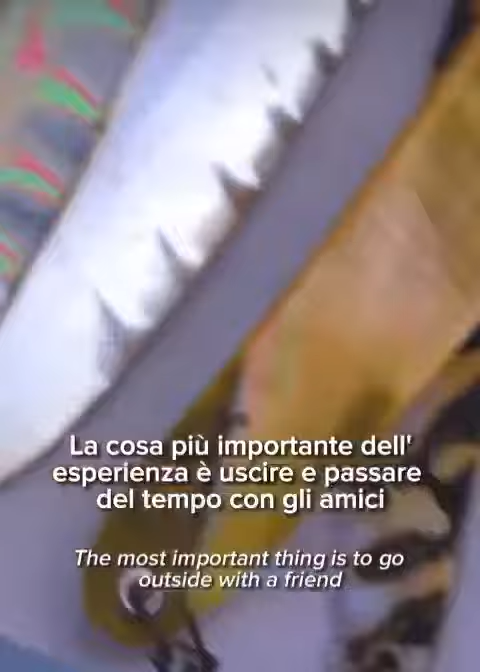 La cosa più importante dell'
esperienza è uscire e passare
del tempo con gli amici
The most important thing is to go
outside with a friend